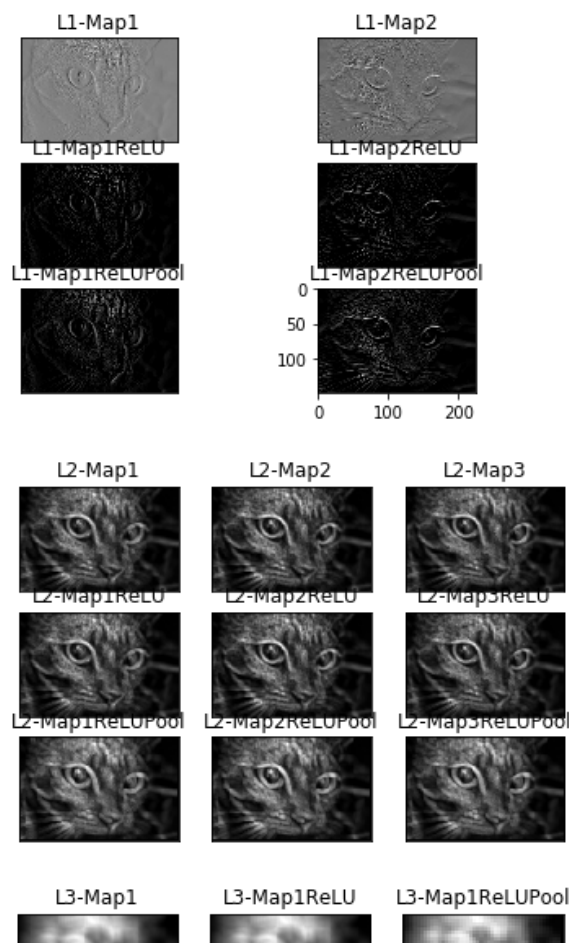 L1-Map1 L1-Map2
L1-Map1ReLU L1-Map2ReLU
L1-Map1ReLUPool L1-Map2ReLUPool
0
50
100
0 100 200
L2-Map1 L2-Map2 L2-Map3
L2-Map1ReLU L2-Map2ReLU L2-Map3ReLU
L2-Map1ReLUPool L2-Map2ReLUPool L2-Map3ReLUPool
L3-Map1 L3-Map1ReLU L3-Map1ReLUPool